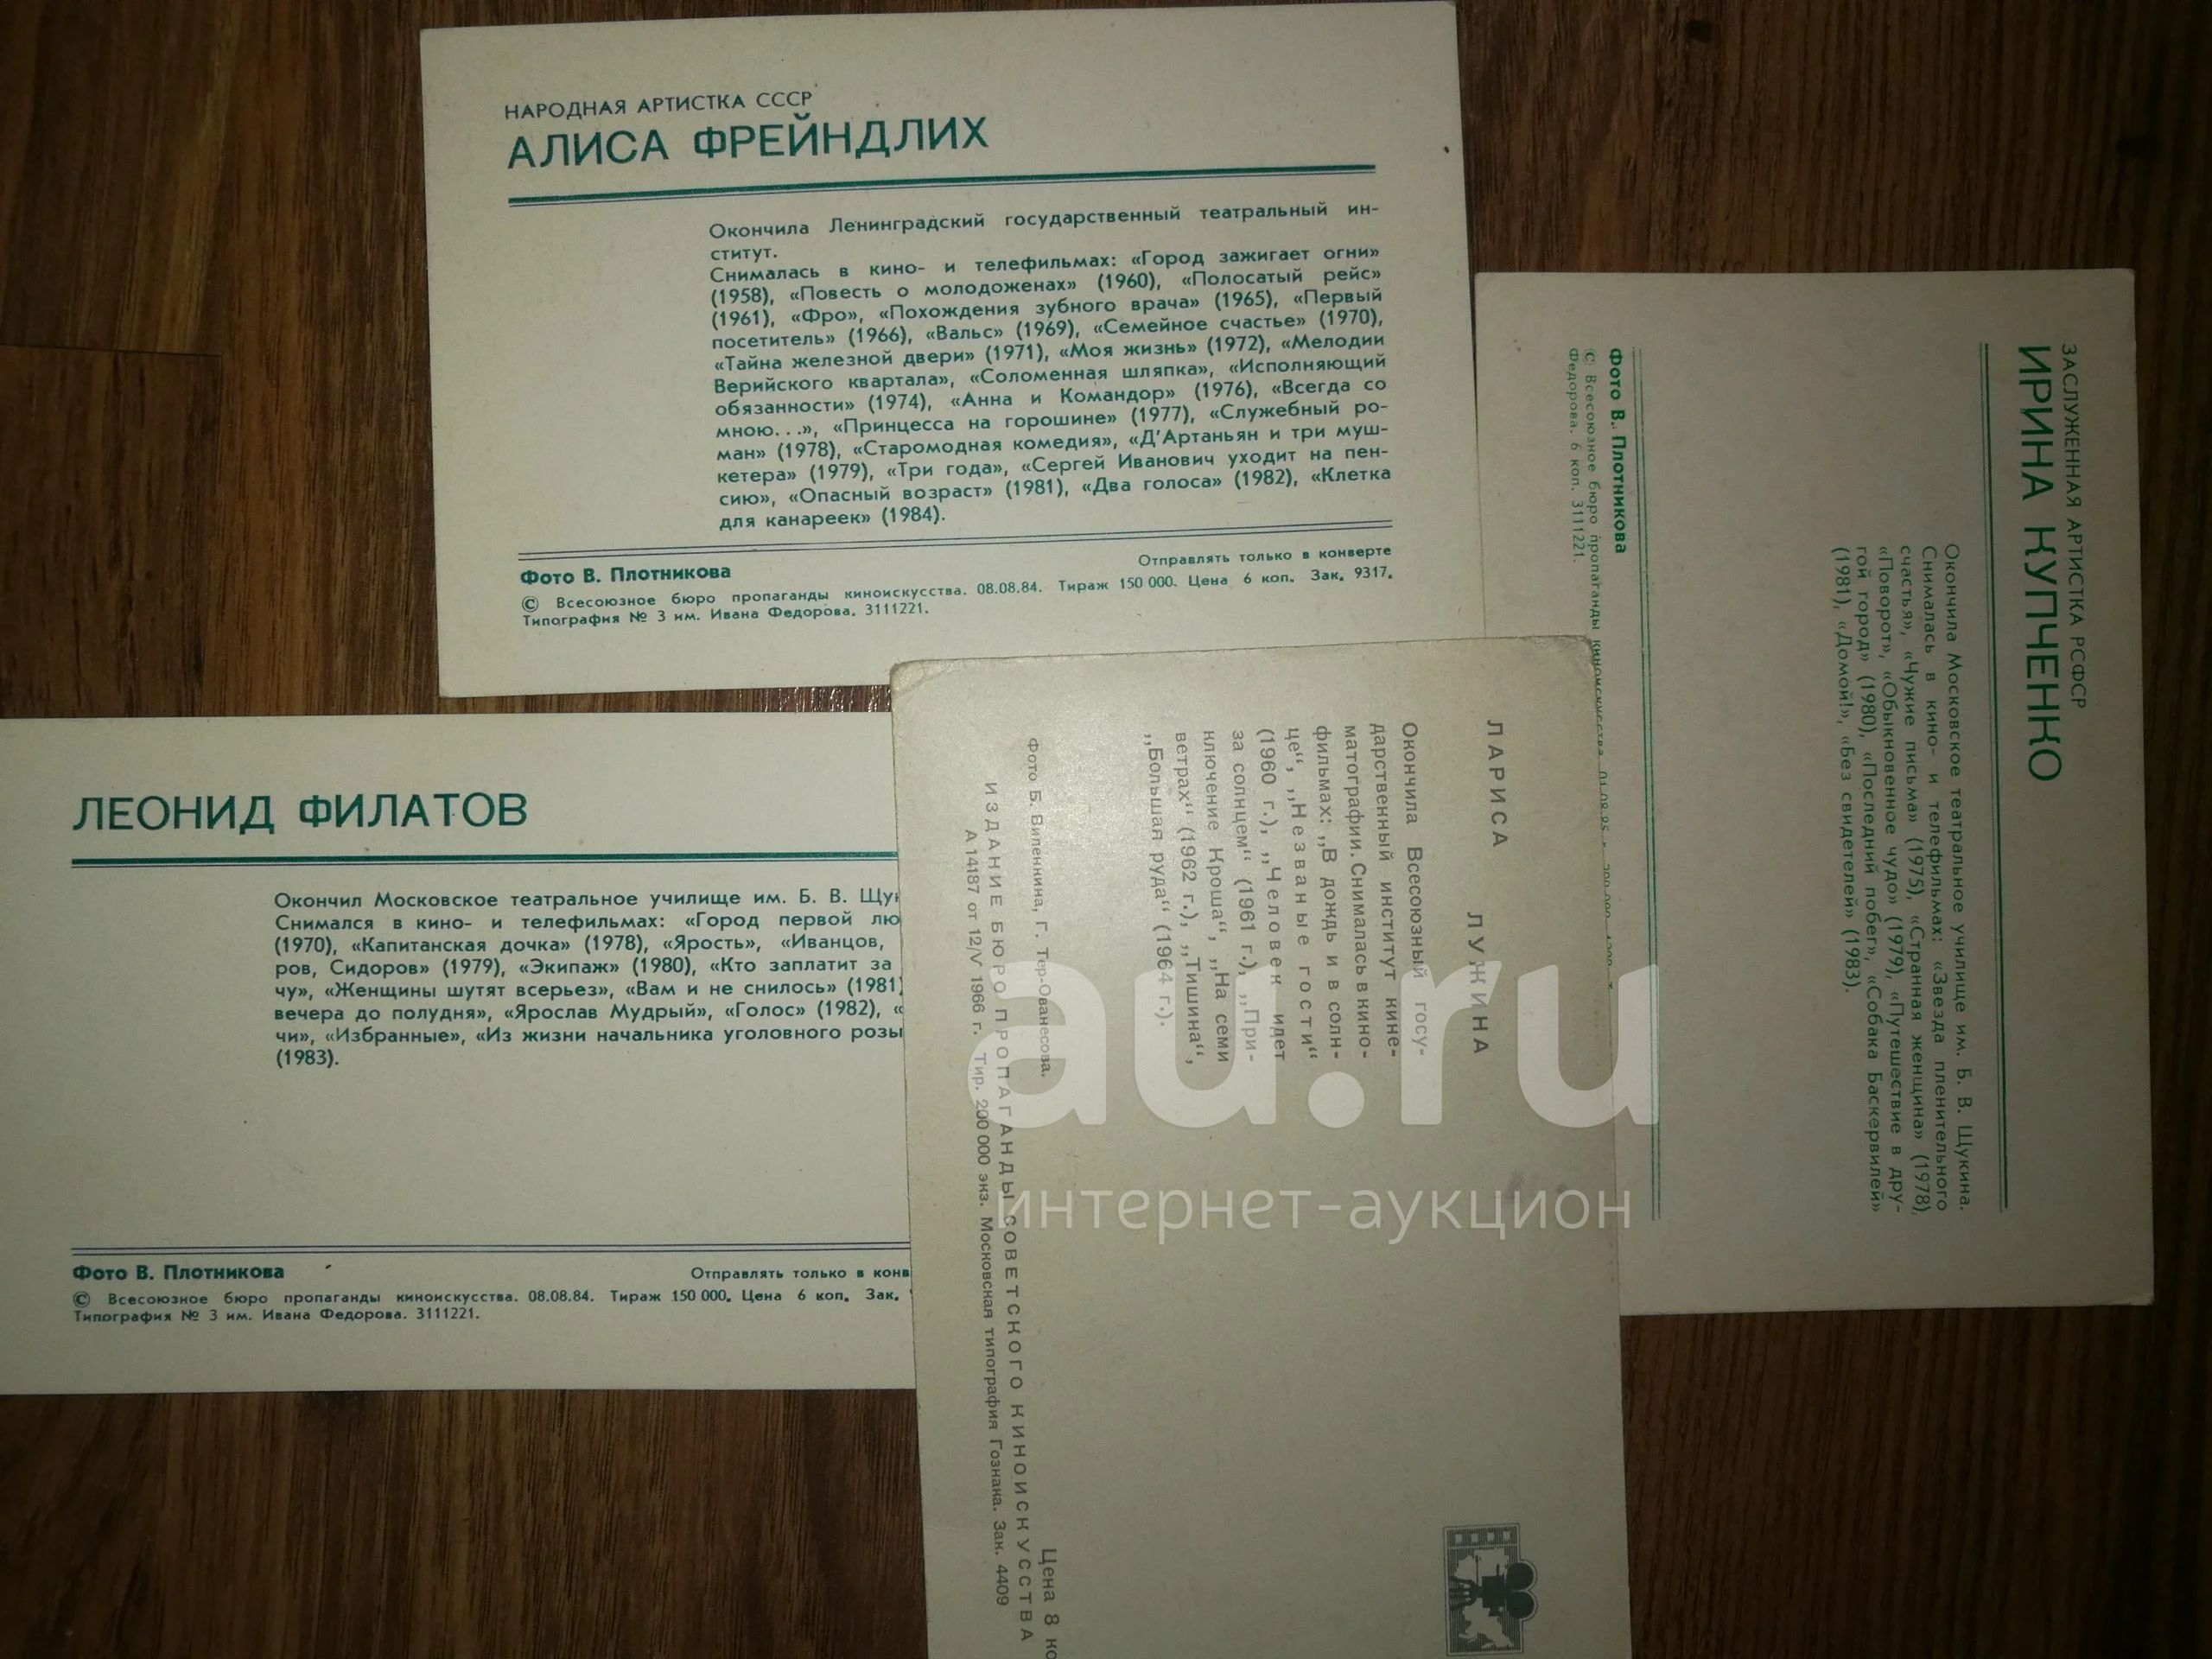 НАРОДНАЯ АРТИСТКА СССР
АЛИСА ФРЕЙНДЛИХ
Окончила Ленинградский государственный театральный ин-
ститут.
Снималась в кино- и телефильмах: «Город зажигает огни»
(1958), «Повесть о молодоженах» (1960), «Полосатый рейс»
(1961), «Фро», «Похождения зубного врача» (1965), «Первый
посетитель» (1966), «Вальс» (1969), «Семейное счастье» (1970),
«Тайна железной двери» (1971), «Моя жизнь» (1972), «Мелодии
Верийского квартала», «Соломенная шляпка», «Исполняющий
обязанности» (1974), «Анна и Командор» (1976), «Всегда со
мною...», «Принцесса на горошине» (1977), «Служебный ро-
ман» (1978), «Старомодная комедия», «Д'Артаньян и три муш-
кетера» (1979), «Три года», «Сергей Иванович уходит на пен-
сию», «Опасный возраст» (1981), «Два голоса» (1982), «Клетка
для канареек» (1984).
Отправлять только в конверте
Фото В. Плотникова
© Всесоюзное бюро пропаганды киноискусства. 08.08.84. Тираж 150 000. Цена 6 коп. Зак. 9317.
Типография № 3 им. Ивана Федорова. 3111221.
ЗАСЛУЖЕННАЯ АРТИСТКА РСФСР
ИРИНА КУПЧЕНКО
Окончила Московское театральное училище им. Б. В. Щукина.
Снималась в кино- и телефильмах: «Звезда пленительного
счастья», «Чужие письма» (1975), «Странная женщина» (1978),
«Поворот», «Обыкновенное чудо» (1979), «Путешествие в дру-
гой город» (1980), «Последний побег», «Собака Баскервилей»
(1981), «Домой!», «Без свидетелей» (1983).
Фото В. Плотникова
© Всесоюзное бюро пропаганды киноискусства.
Федорова. 6 коп. 3111221.
ЛЕОНИД ФИЛАТОВ
Окончил Московское театральное училище им. Б. В. Щу
Снимался в кино- и телефильмах: «Город первой лю
(1970), «Капитанская дочка» (1978), «Ярость», «Иванцов,
ров, Сидоров» (1979), «Экипаж» (1980), «Кто заплатит за
чу», «Женщины шутят всерьез», «Вам и не снилось» (1981)
вечера до полудня», «Ярослав Мудрый», «Голос» (1982), «
чи», «Избранные», «Из жизни начальника уголовного розы
(1983).
Отправлять только в конв
Фото В. Плотникова
© Всесоюзное бюро пропаганды киноискусства. 08.08.84. Тираж 150 000. Цена 6 коп. Зак.
Типография № 3 им. Ивана Федорова. 3111221.
ЛАРИСА ЛУЖИНА
Окончила Всесоюзный госу-
дарственный институт кине-
матографии. Снималась в кино-
фильмах: „В дождь и в солн-
це“, „Незваные гости“
(1960 г.), „Человек идет
за солнцем“ (1961 г.), „При-
ключение Кроша“, „На семи
ветрах“ (1962 г.), „Тишина“,
„Большая руда“ (1964 г.).
Фото Б. Виленкина, Г. Тер-Ованесова.
Цена 8 ко
ИЗДАНИЕ БЮРО ПРОПАГАНДЫ СОВЕТСКОГО КИНОИСКУССТВА
А 14187 от 12/V 1966 г. Тир. 200 000 экз. Московская типография Гознака. Зак. 4409
au.ru
интернет-аукцион